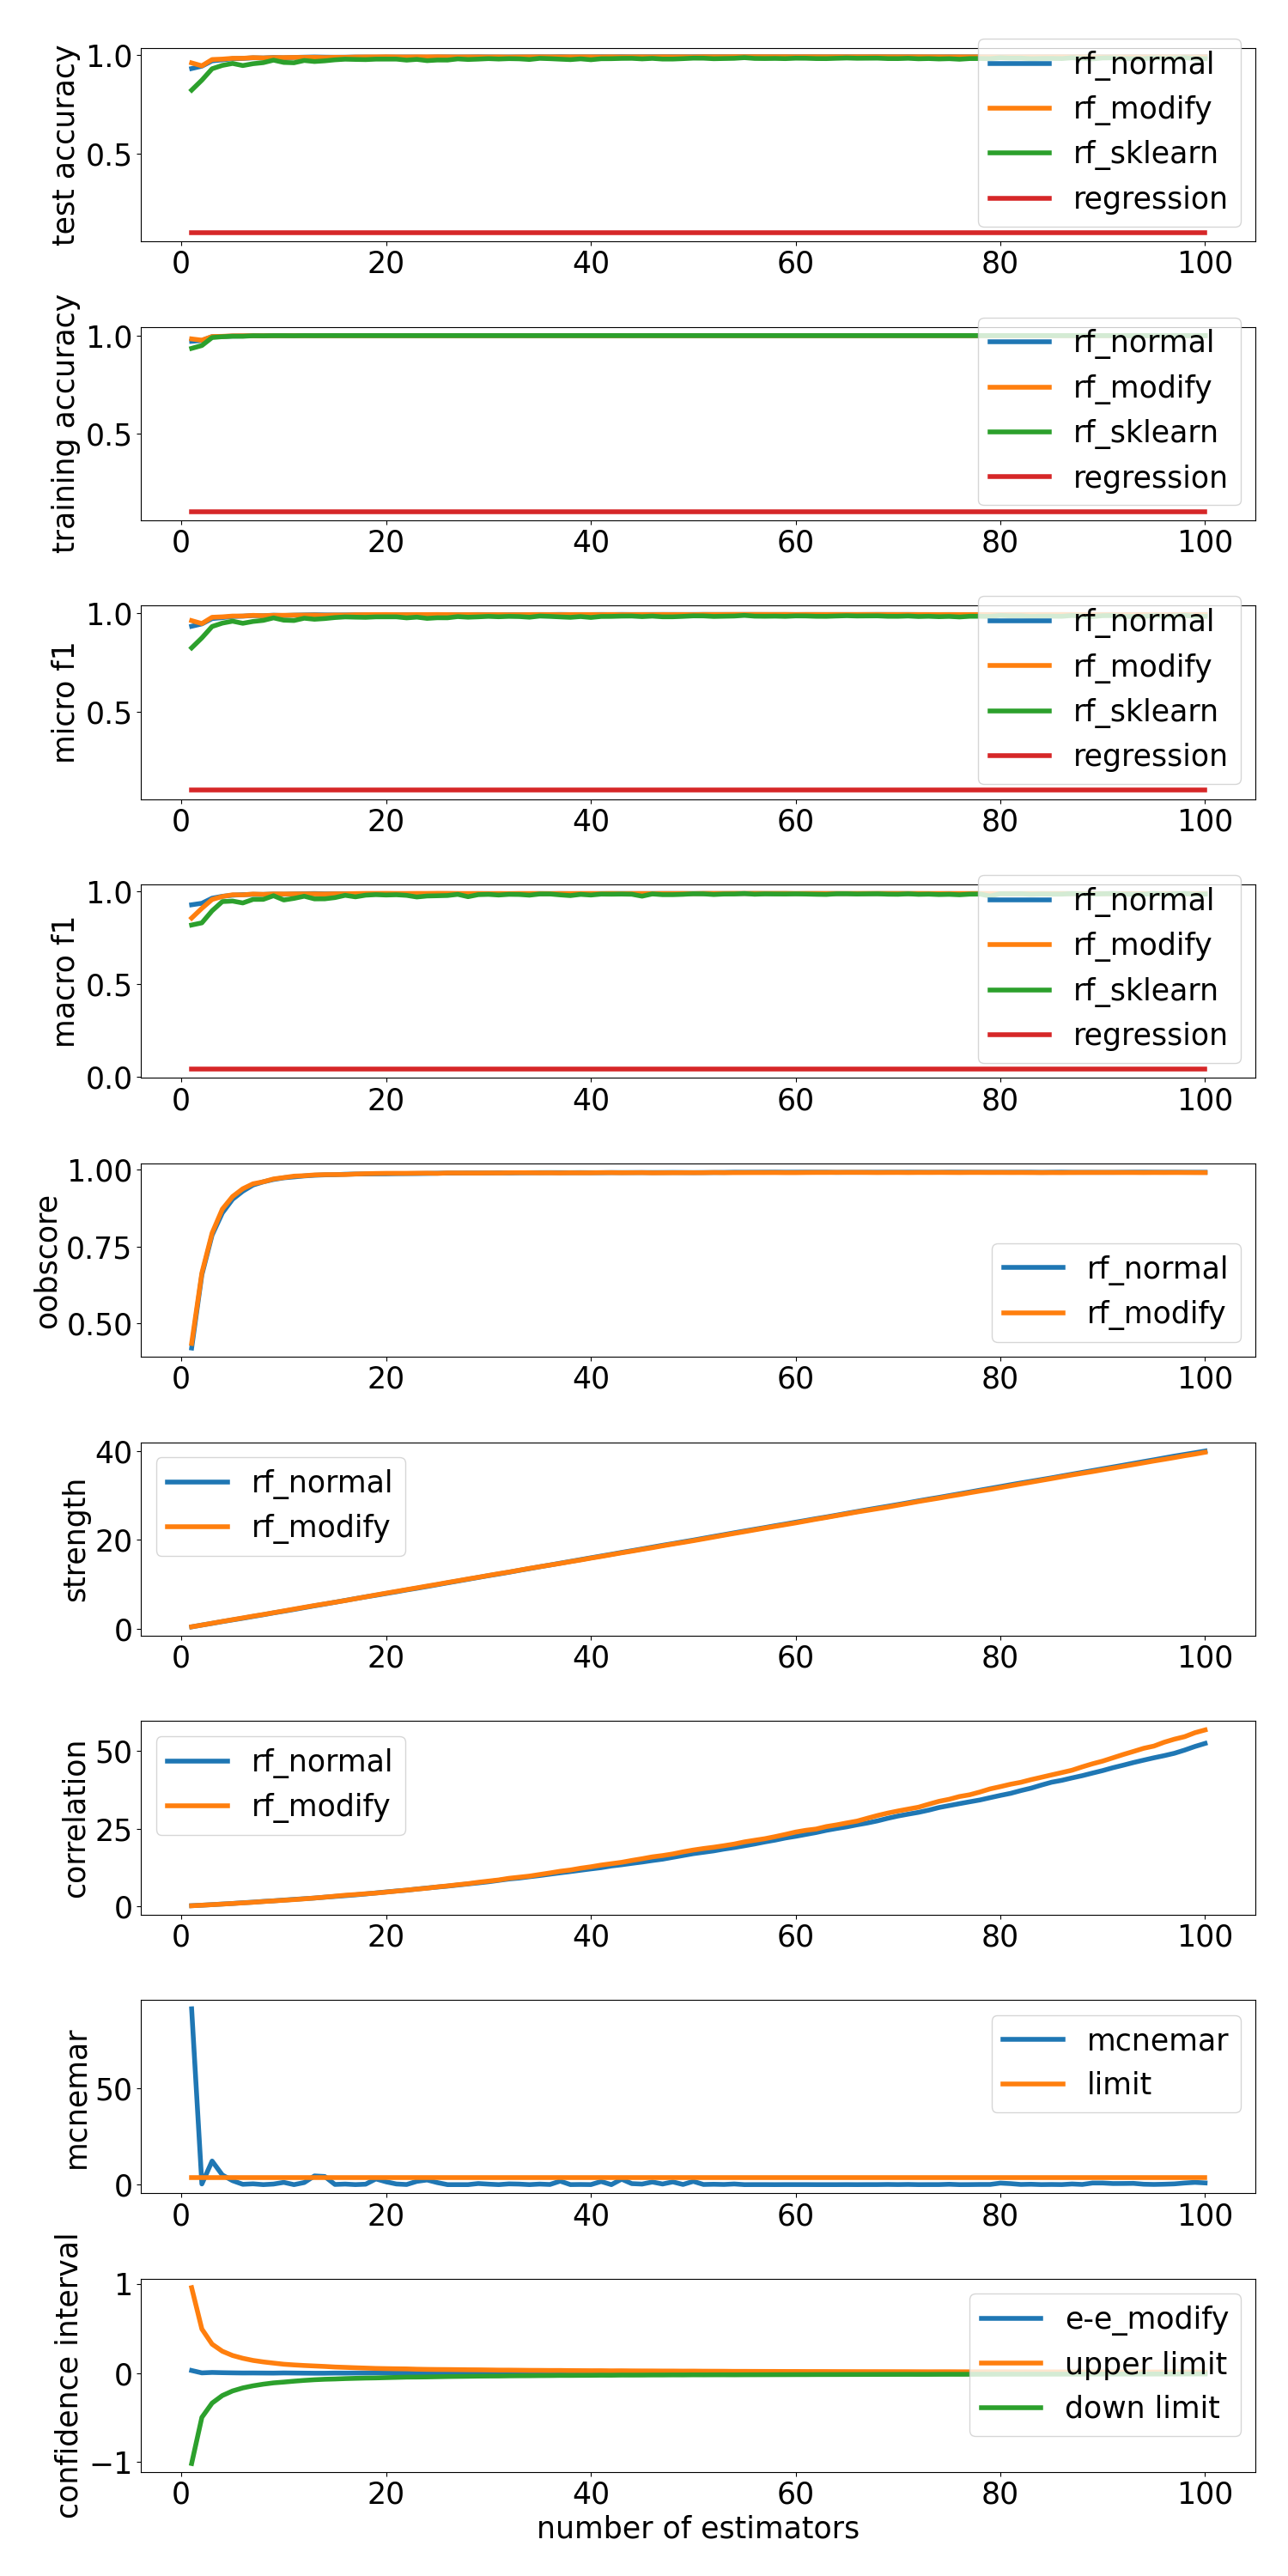 test accuracy
1.0
0.5
rf_normal
rf_modify
rf_sklearn
regression
0 20 40 60 80 100
training accuracy
1.0
0.5
rf_normal
rf_modify
rf_sklearn
regression
0 20 40 60 80 100
micro f1
1.0
0.5
rf_normal
rf_modify
rf_sklearn
regression
0 20 40 60 80 100
macro f1
1.0
0.5
0.0
rf_normal
rf_modify
rf_sklearn
regression
0 20 40 60 80 100
oobscore
1.00
0.75
0.50
rf_normal
rf_modify
0 20 40 60 80 100
strength
40
20
0
rf_normal
rf_modify
0 20 40 60 80 100
correlation
50
25
0
rf_normal
rf_modify
0 20 40 60 80 100
mcnemar
50
0
mcnemar
limit
0 20 40 60 80 100
confidence interval
1
0
−1
e-e_modify
upper limit
down limit
0 20 40 60 80 100
number of estimators